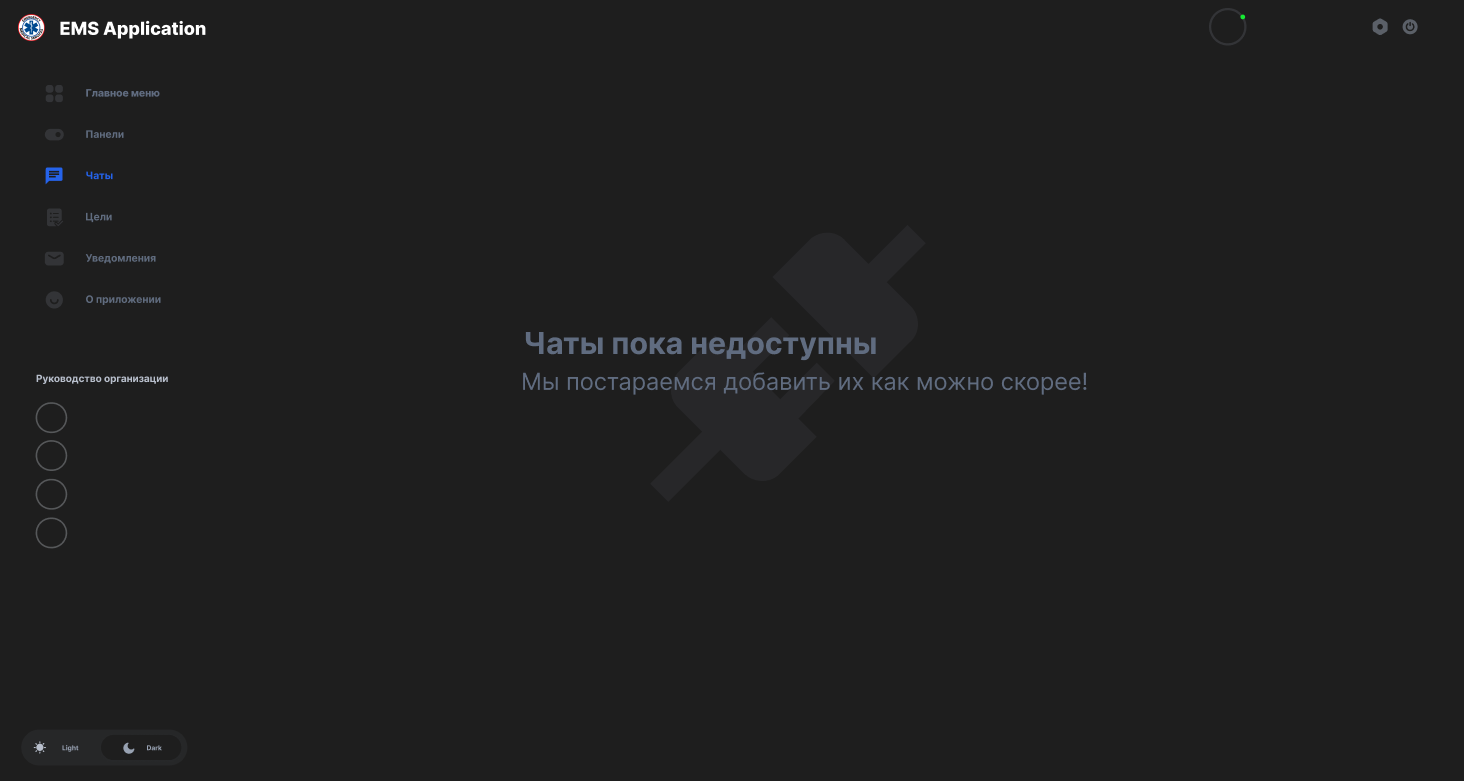 EMS Application
Главное меню
Панели
Чаты
Цели
Уведомления
О приложении
Руководство организации
Чаты пока недоступны
Мы постараемся добавить их как можно скорее!
Light
Dark